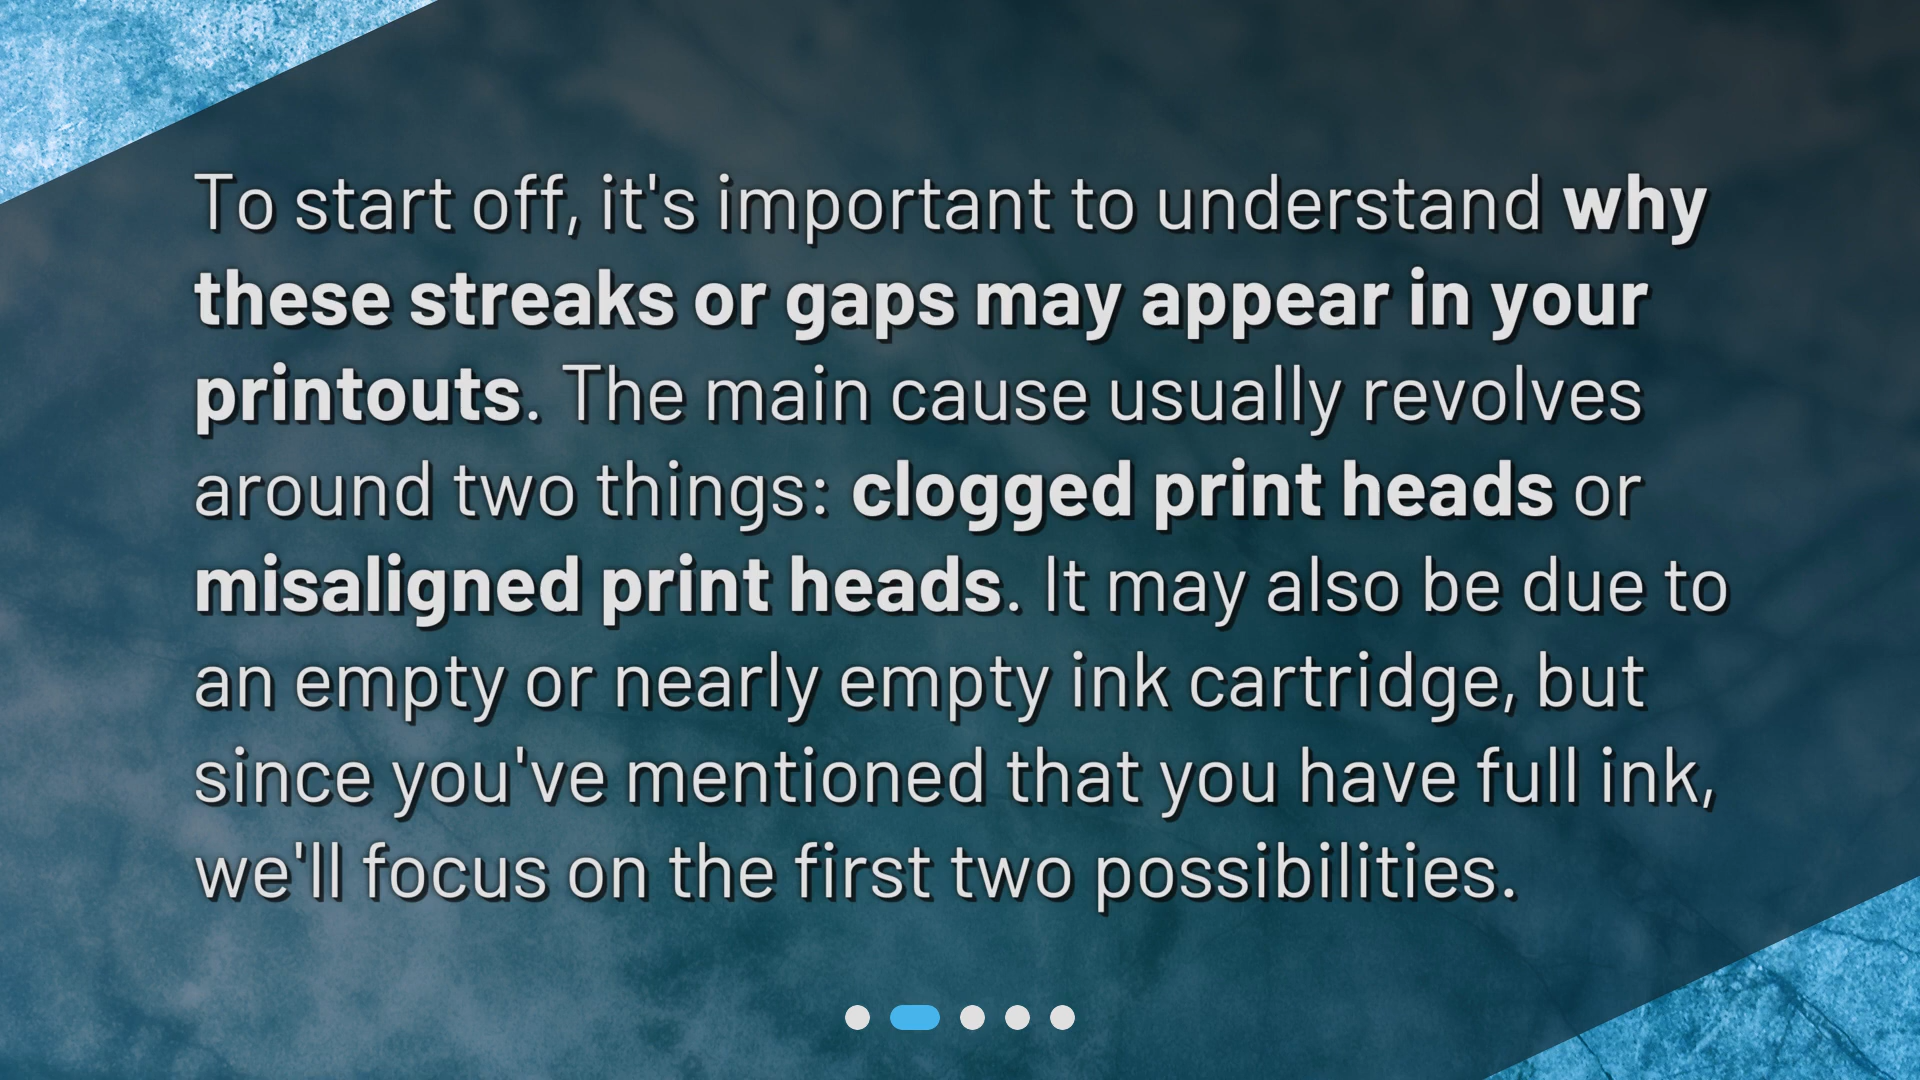 To start off, it's important to understand why
these streaks or gaps may appear in your
printouts. The main cause usually revolves
around two things: clogged print heads or
misaligned print heads. It may also be due to
an empty or nearly empty ink cartridge, but
since you've mentioned that you have full ink,
we'll focus on the first two possibilities.